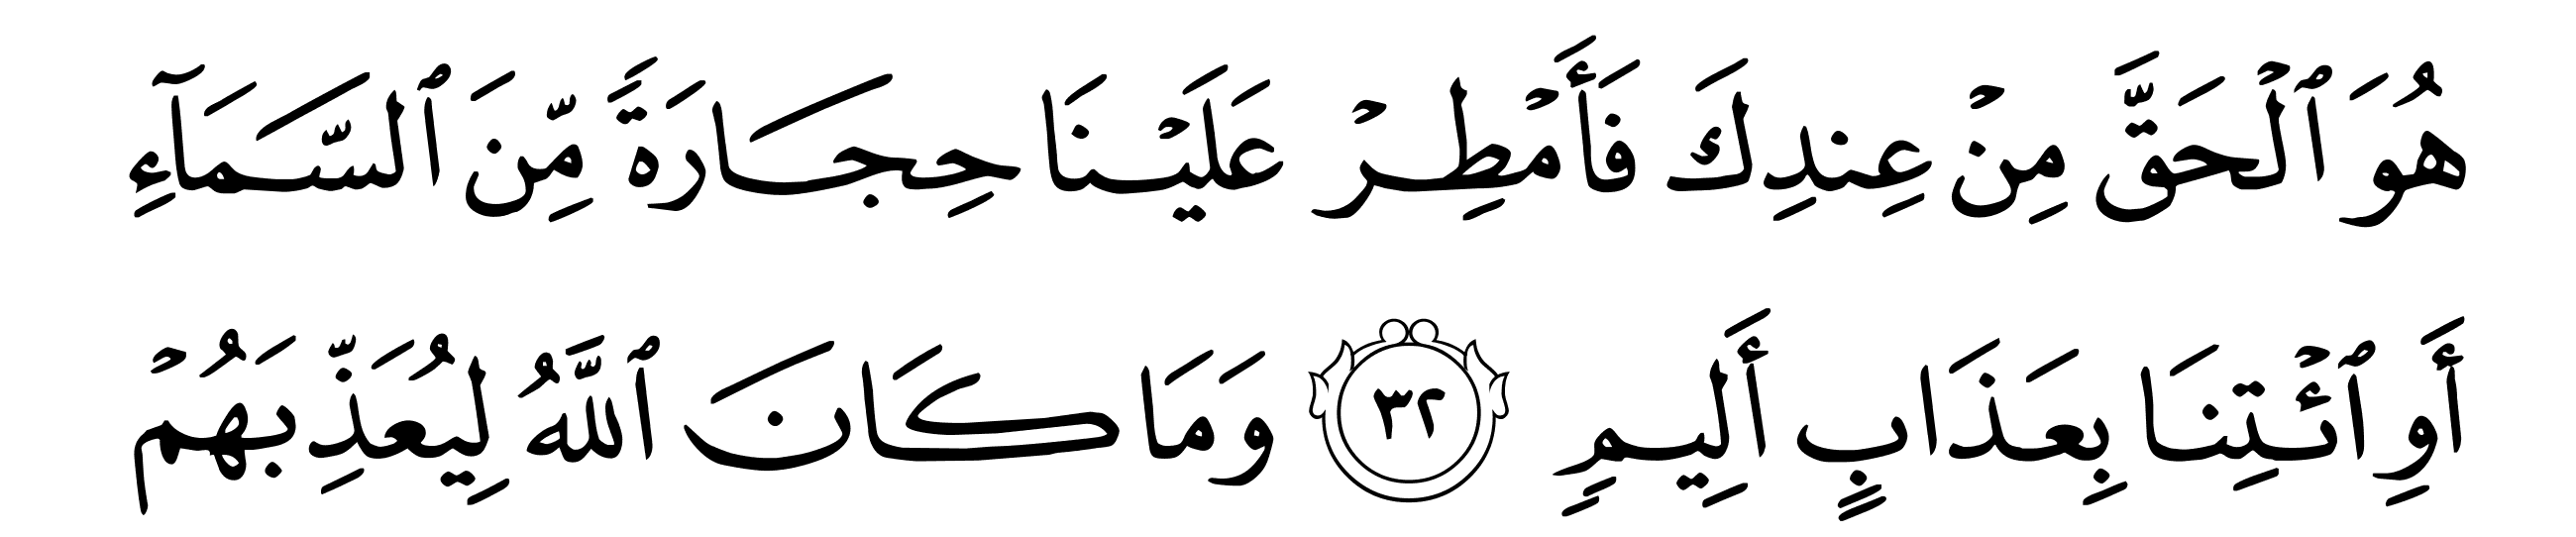 هُوَ ٱلۡحَقَّ مِنۡ عِندِكَ فَأَمۡطِرۡ عَلَيۡنَا حِجَارَةٗ مِّنَ ٱلسَّمَآءِ
أَوِ ٱئۡتِنَا بِعَذَابٍ أَلِيمٖ ٣٢ وَمَا كَانَ ٱللَّهُ لِيُعَذِّبَهُمۡ